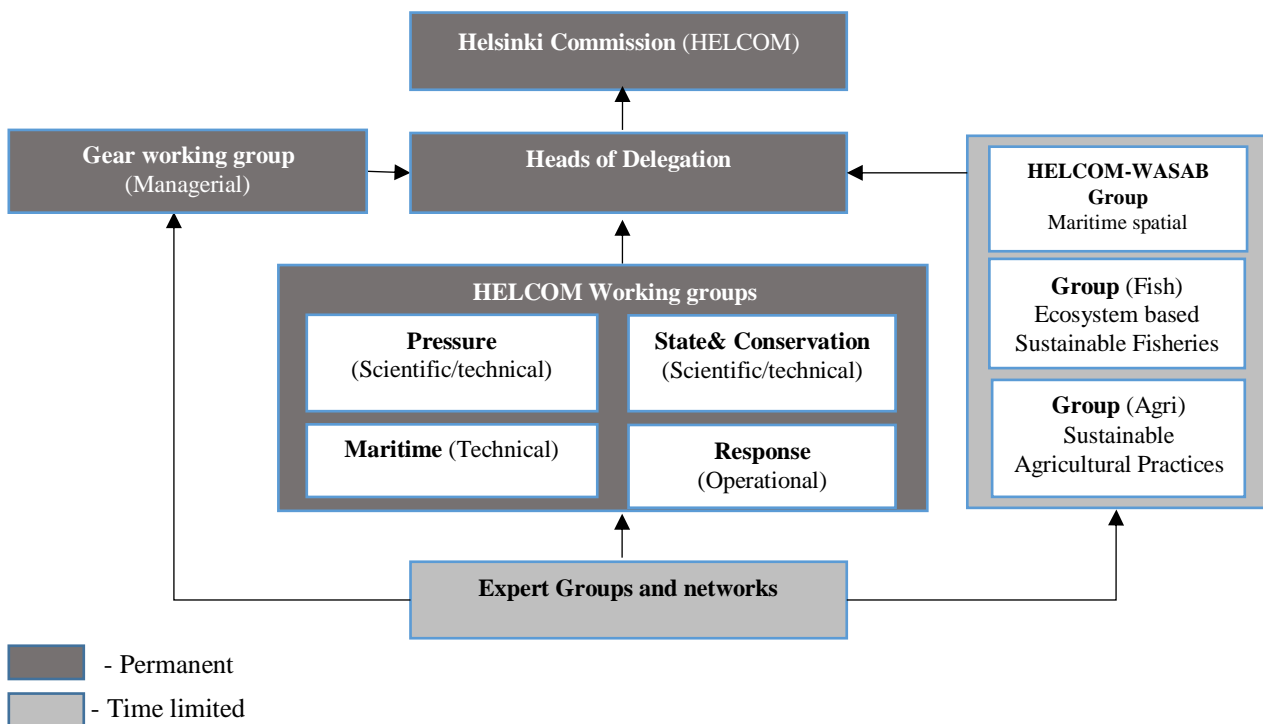 Helsinki Commission (HELCOM)
Gear working group
(Managerial)
Heads of Delegation
HELCOM-WASAB
Group
Maritime spatial
Group (Fish)
Ecosystem based
Sustainable Fisheries
Group (Agri)
Sustainable
Agricultural Practices
HELCOM Working groups
Pressure
(Scientific/technical)
State& Conservation
(Scientific/technical)
Maritime (Technical)
Response
(Operational)
Expert Groups and networks
- Permanent
- Time limited